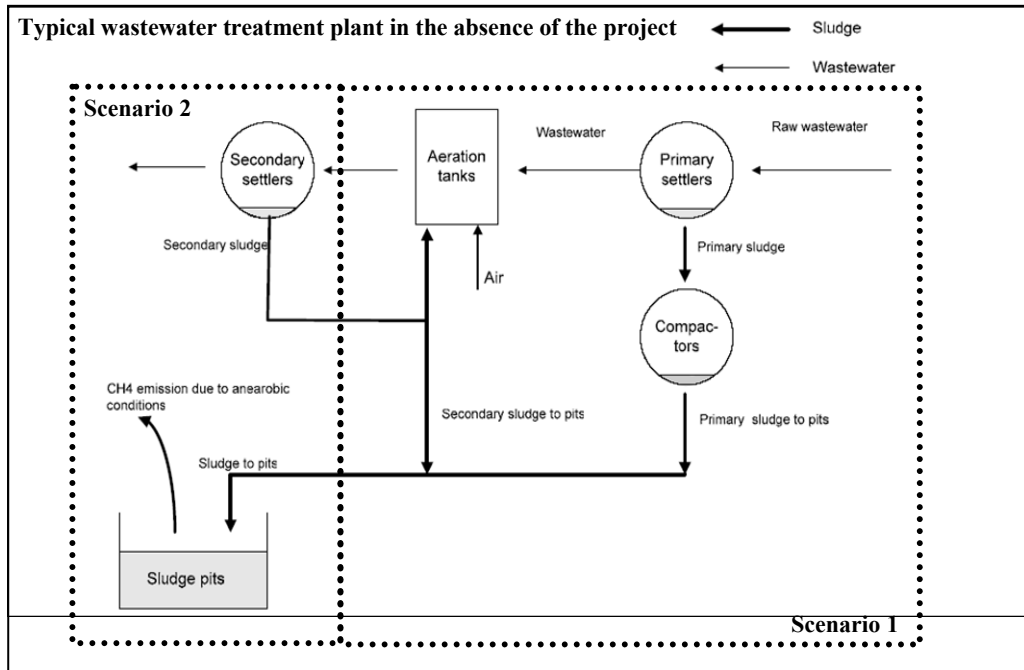 Typical wastewater treatment plant in the absence of the project
Sludge
Wastewater
Scenario 2
Secondary
settlers
Aeration
tanks
Wastewater
Primary
settlers
Raw wastewater
Secondary sludge
Air
Primary sludge
Compac-
tors
CH4 emission due to anearobic
conditions
Secondary sludge to pits
Primary sludge to pits
Sludge to pits
Sludge pits
Scenario 1